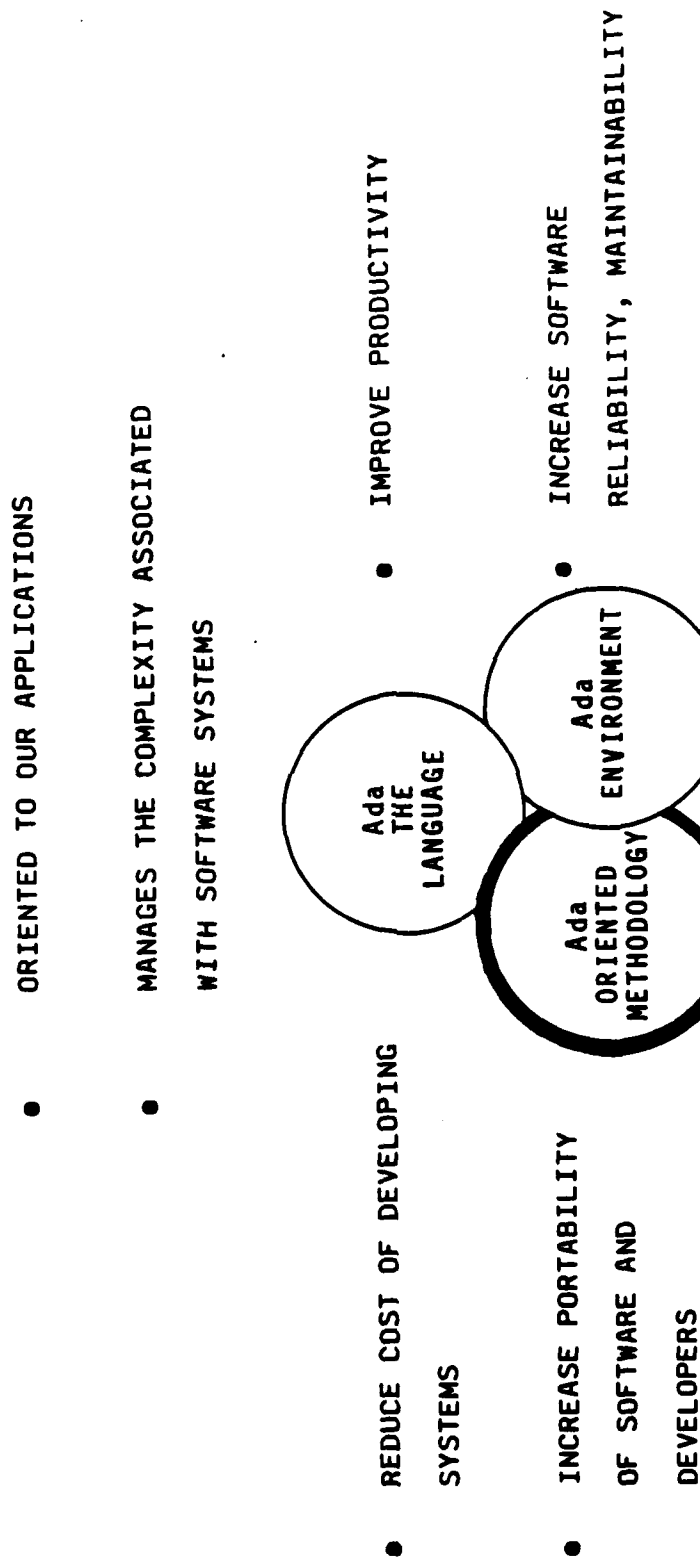 ● ORIENTED TO OUR APPLICATIONS
● MANAGES THE COMPLEXITY ASSOCIATED
WITH SOFTWARE SYSTEMS
● REDUCE COST OF DEVELOPING
SYSTEMS
● INCREASE PORTABILITY
OF SOFTWARE AND
DEVELOPERS
Ada
THE
LANGUAGE
Ada
ORIENTED
METHODOLOGY
Ada
ENVIRONMENT
● IMPROVE PRODUCTIVITY
● INCREASE SOFTWARE
RELIABILITY, MAINTAINABILITY